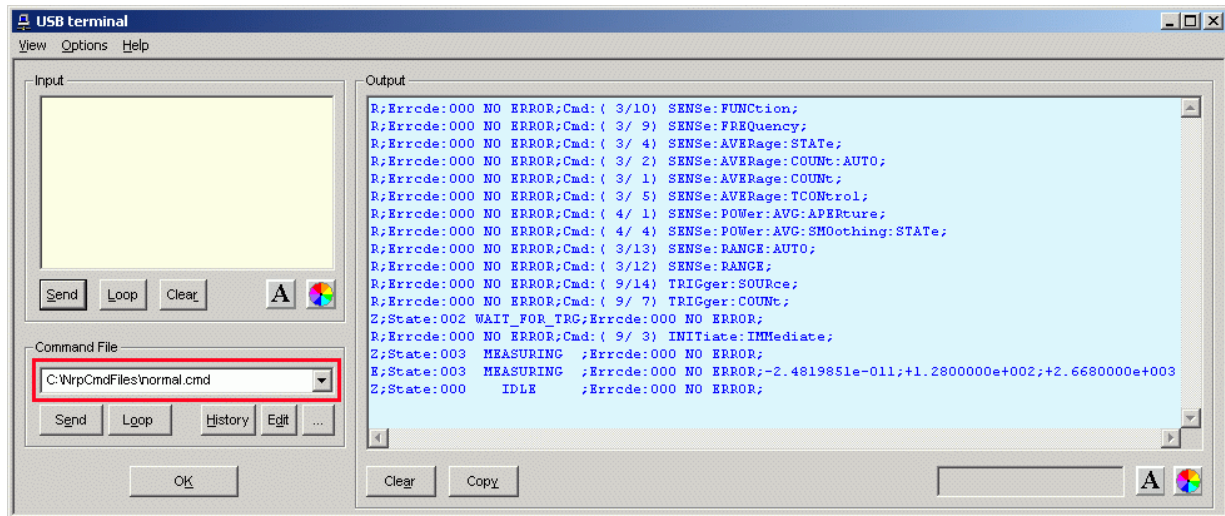 USB terminal
View Options Help
Input
Send Loop Clear A
Command File
C:\NrpCmdFiles\normal.cmd
Send Loop History Edit ...
OK
Output
R;Errcde:000 NO ERROR;Cmd:( 3/10) SENSe:FUNCtion;
R;Errcde:000 NO ERROR;Cmd:( 3/ 9) SENSe:FREQuency;
R;Errcde:000 NO ERROR;Cmd:( 3/ 4) SENSe:AVERage:STATe;
R;Errcde:000 NO ERROR;Cmd:( 3/ 2) SENSe:AVERage:COUNt:AUTO;
R;Errcde:000 NO ERROR;Cmd:( 3/ 1) SENSe:AVERage:COUNt;
R;Errcde:000 NO ERROR;Cmd:( 3/ 5) SENSe:AVERage:TCONtrol;
R;Errcde:000 NO ERROR;Cmd:( 4/ 1) SENSe:POWer:AVG:APERture;
R;Errcde:000 NO ERROR;Cmd:( 4/ 4) SENSe:POWer:AVG:SMOothing:STATe;
R;Errcde:000 NO ERROR;Cmd:( 3/13) SENSe:RANGE:AUTO;
R;Errcde:000 NO ERROR;Cmd:( 3/12) SENSe:RANGE;
R;Errcde:000 NO ERROR;Cmd:( 9/14) TRIGger:SOURce;
R;Errcde:000 NO ERROR;Cmd:( 9/ 7) TRIGger:COUNt;
Z;State:002 WAIT_FOR_TRG;Errcde:000 NO ERROR;
R;Errcde:000 NO ERROR;Cmd:( 9/ 3) INITiate:IMMediate;
Z;State:003 MEASURING ;Errcde:000 NO ERROR;
E;State:003 MEASURING ;Errcde:000 NO ERROR;-2.4819851e-011;+1.2800000e+002;+2.6680000e+003
Z;State:000 IDLE ;Errcde:000 NO ERROR;
Clear Copy A